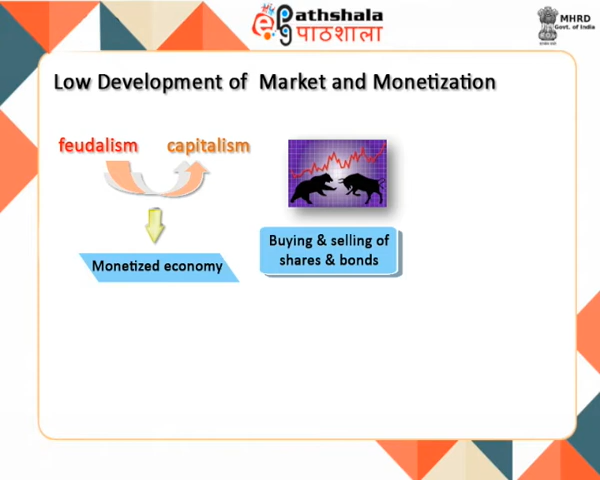 ePathshala
पाठशाला
MHRD
Govt. of India
Low Development of Market and Monetization
feudalism capitalism
Monetized economy
Buying & selling of
shares & bonds